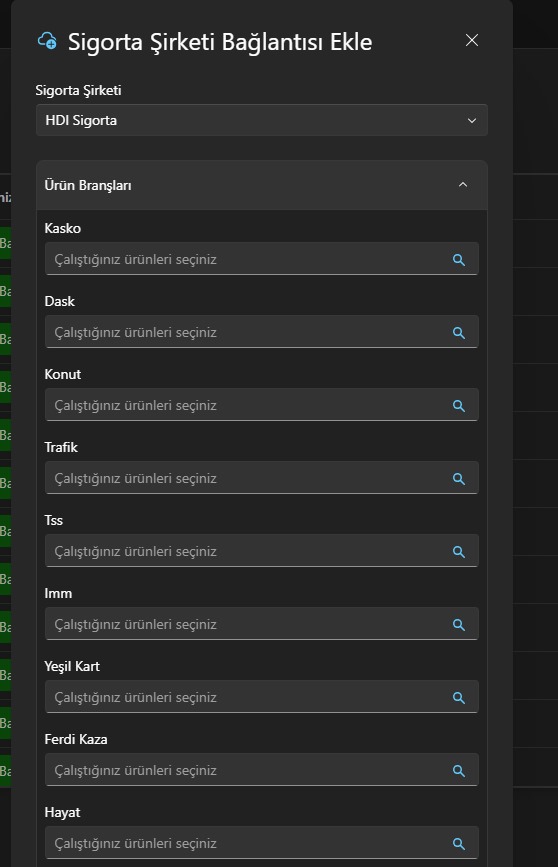 Sigorta Şirketi Bağlantısı Ekle
Sigorta Şirketi
HDI Sigorta
Ürün Branşları
Kasko
Çalıştığınız ürünleri seçiniz
Dask
Çalıştığınız ürünleri seçiniz
Konut
Çalıştığınız ürünleri seçiniz
Trafik
Çalıştığınız ürünleri seçiniz
Tss
Çalıştığınız ürünleri seçiniz
Imm
Çalıştığınız ürünleri seçiniz
Yeşil Kart
Çalıştığınız ürünleri seçiniz
Ferdi Kaza
Çalıştığınız ürünleri seçiniz
Hayat
Çalıştığınız ürünleri seçiniz